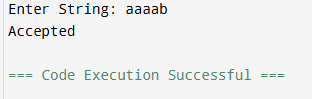 Enter String: aaaab
Accepted
=== Code Execution Successful ===